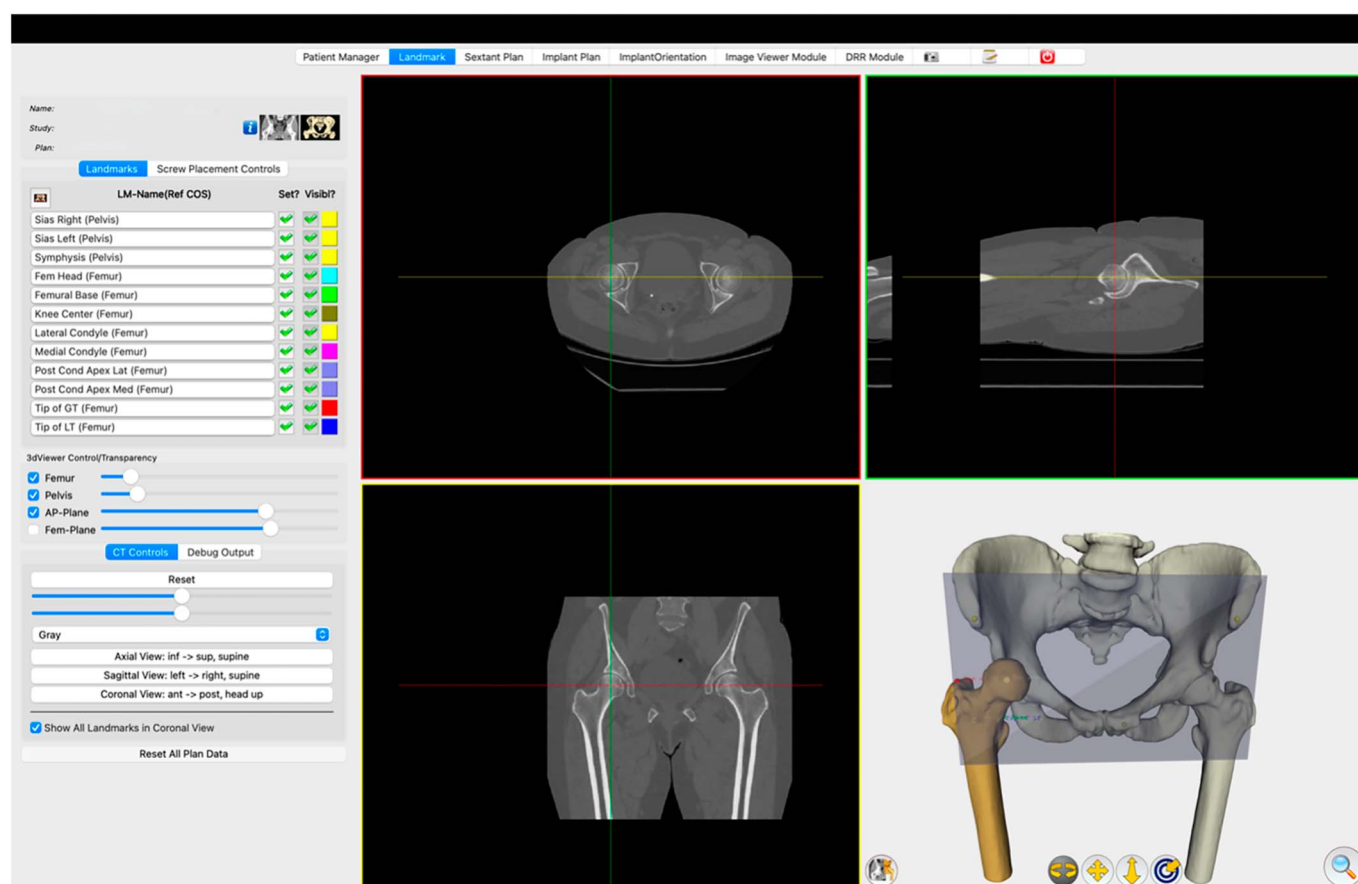 Patient Manager Landmark Sextant Plan Implant Plan ImplantOrientation Image Viewer Module DRR Module
Name:
Study:
Plan:
Landmarks Screw Placement Controls
LM-Name(Ref COS) Set? Visibl?
Sias Right (Pelvis)
Sias Left (Pelvis)
Symphysis (Pelvis)
Fem Head (Femur)
Femural Base (Femur)
Knee Center (Femur)
Lateral Condyle (Femur)
Medial Condyle (Femur)
Post Cond Apex Lat (Femur)
Post Cond Apex Med (Femur)
Tip of GT (Femur)
Tip of LT (Femur)
3dViewer Control/Transparency
Femur
Pelvis
AP-Plane
Fem-Plane
CT Controls Debug Output
Reset
Gray
Axial View: inf -> sup, supine
Sagittal View: left -> right, supine
Coronal View: ant -> post, head up
Show All Landmarks in Coronal View
Reset All Plan Data